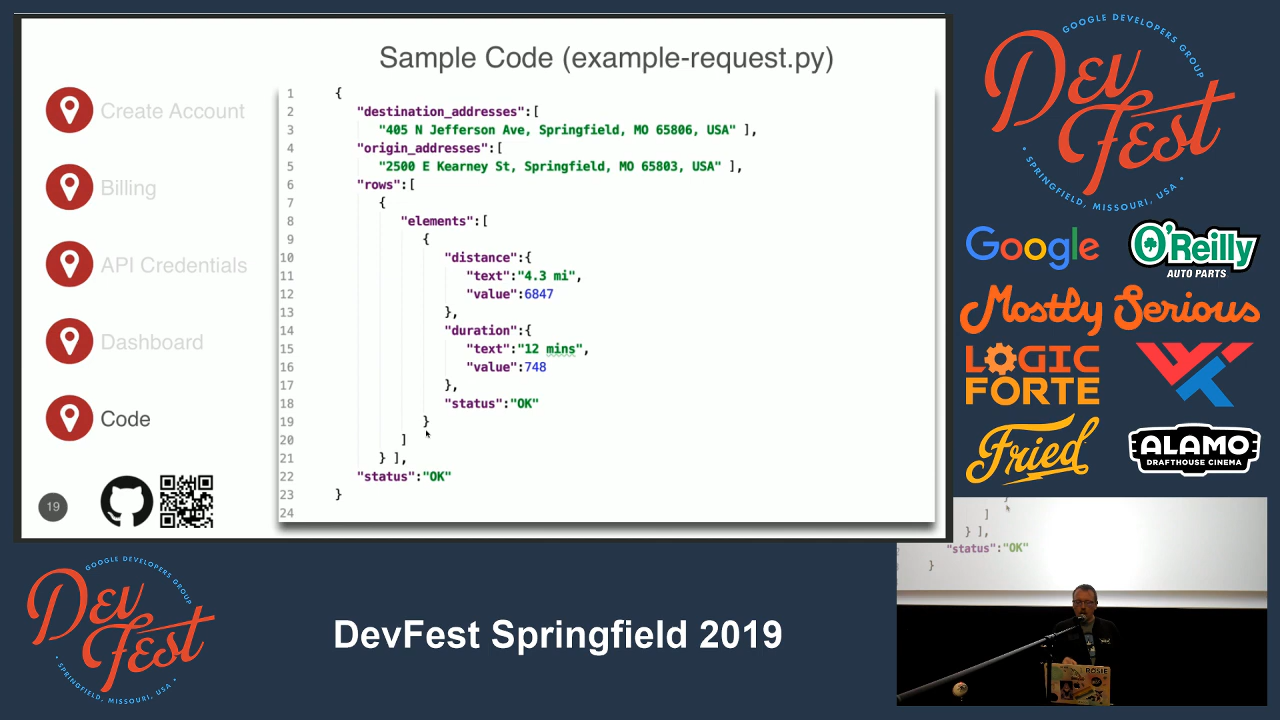 Sample Code (example-request.py)
Create Account
Billing
API Credentials
Dashboard
Code
19
1 {
2 "destination_addresses":[
3 "405 N Jefferson Ave, Springfield, MO 65806, USA" ],
4 "origin_addresses":[
5 "2500 E Kearney St, Springfield, MO 65803, USA" ],
6 "rows":[
7 {
8 "elements":[
9 {
10 "distance":{
11 "text":"4.3 mi",
12 "value":6847
13 },
14 "duration":{
15 "text":"12 mins",
16 "value":748
17 },
18 "status":"OK"
19 }
20 ]
21 } ],
22 "status":"OK"
23 }
24
GOOGLE DEVELOPERS GROUP
Dev
Fest
• SPRINGFIELD, MISSOURI, USA •
Google
O'Reilly
AUTO PARTS
Mostly Serious
LOGIC
FORTE
Fried
ALAMO
DRAFTHOUSE CINEMA
}
]
} ],
"status":"OK"
}
ROSIE
GOOGLE DEVELOPERS GROUP
Dev
Fest
• SPRINGFIELD, MISSOURI, USA •
DevFest Springfield 2019